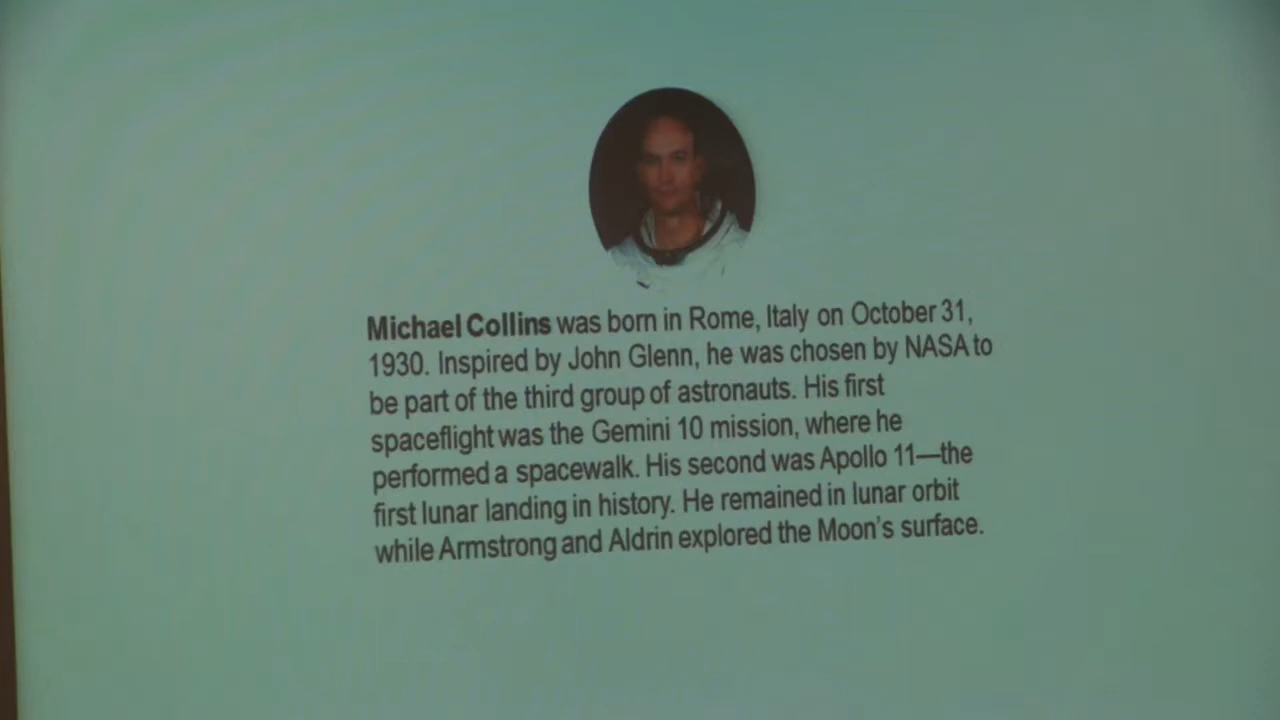 Michael Collins was born in Rome, Italy on October 31,
1930. Inspired by John Glenn, he was chosen by NASA to
be part of the third group of astronauts. His first
spaceflight was the Gemini 10 mission, where he
performed a spacewalk. His second was Apollo 11—the
first lunar landing in history. He remained in lunar orbit
while Armstrong and Aldrin explored the Moon's surface.